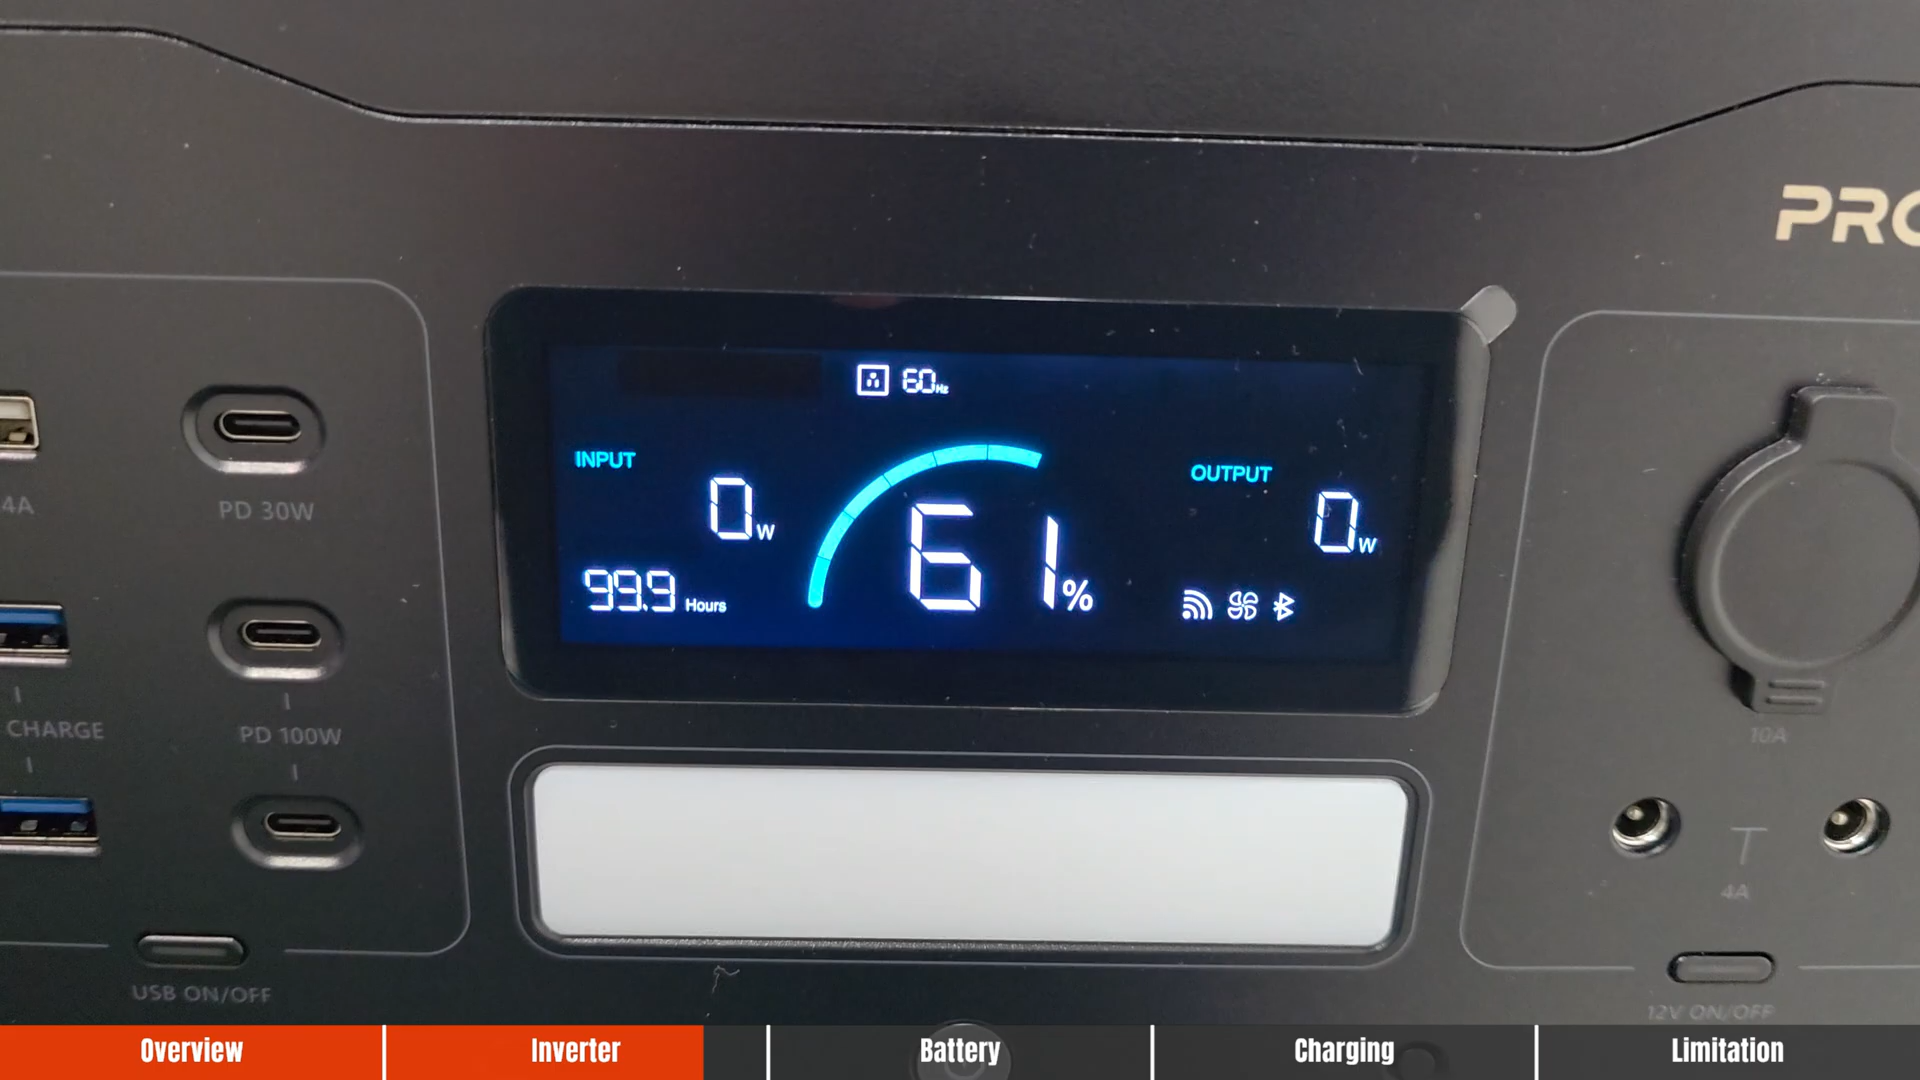 PRO
60Hz
INPUT
OUTPUT
0W
0W
61%
99.9 Hours
4A
PD 30W
CHARGE
PD 100W
10A
4A
USB ON/OFF
12V ON/OFF
Overview
Inverter
Battery
Charging
Limitation